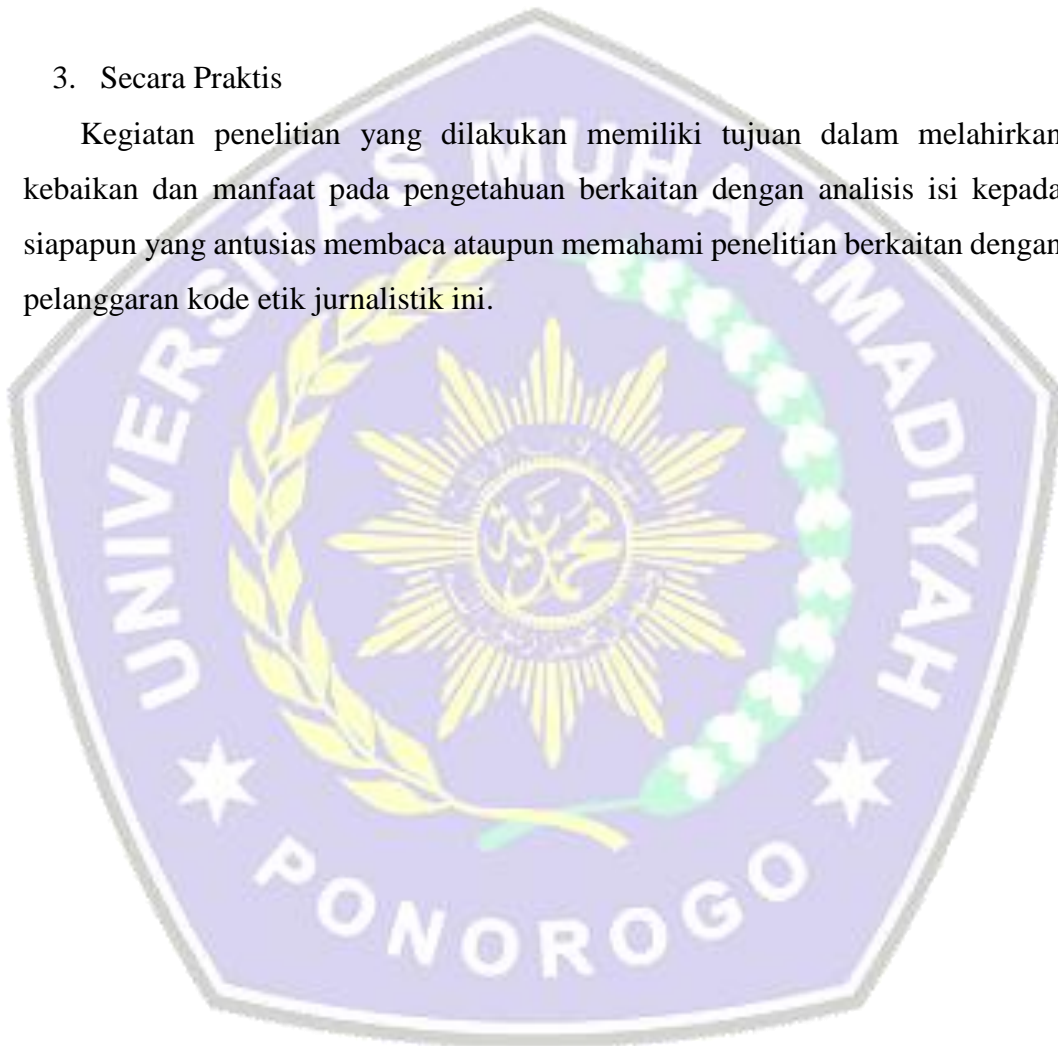 3. Secara Praktis
Kegiatan penelitian yang dilakukan memiliki tujuan dalam melahirkan
kebaikan dan manfaat pada pengetahuan berkaitan dengan analisis isi kepada
siapapun yang antusias membaca ataupun memahami penelitian berkaitan dengan
pelanggaran kode etik jurnalistik ini.
UNIVERSITAS MUHAMMADIYAH
محمدية
PONOROGO